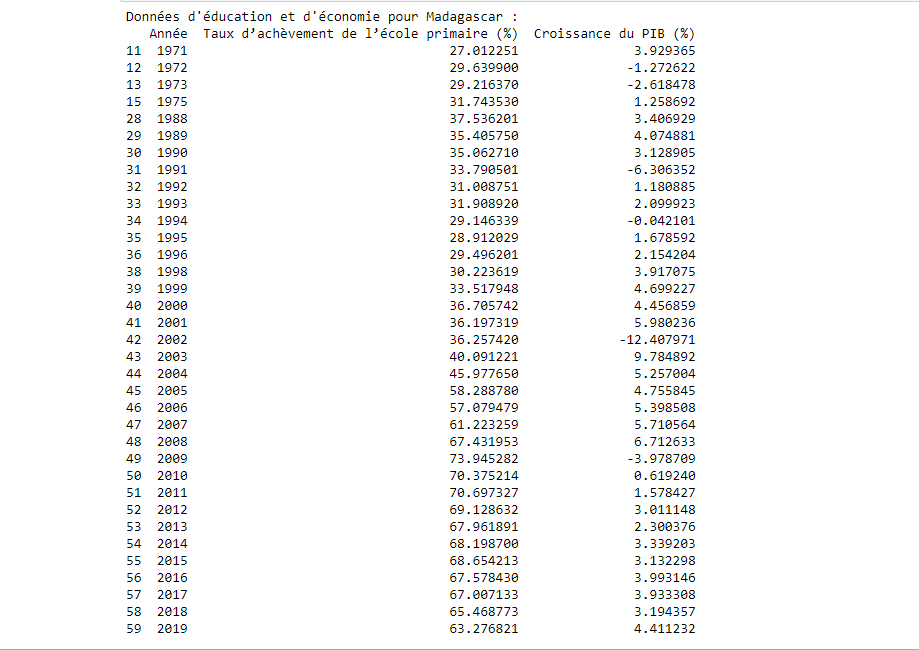 Données d'éducation et d'économie pour Madagascar :
Année Taux d’achèvement de l’école primaire (%) Croissance du PIB (%)
11 1971 27.012251 3.929365
12 1972 29.639900 -1.272622
13 1973 29.216370 -2.618478
15 1975 31.743530 1.258692
28 1988 37.536201 3.406929
29 1989 35.405750 4.074881
30 1990 35.062710 3.128905
31 1991 33.790501 -6.306352
32 1992 31.008751 1.180885
33 1993 31.908920 2.099923
34 1994 29.146339 -0.042101
35 1995 28.912029 1.678592
36 1996 29.496201 2.154204
38 1998 30.223619 3.917075
39 1999 33.517948 4.699227
40 2000 36.705742 4.456859
41 2001 36.197319 5.980236
42 2002 36.257420 -12.407971
43 2003 40.091221 9.784892
44 2004 45.977650 5.257004
45 2005 58.288780 4.755845
46 2006 57.079479 5.398508
47 2007 61.223259 5.710564
48 2008 67.431953 6.712633
49 2009 73.945282 -3.978709
50 2010 70.375214 0.619240
51 2011 70.697327 1.578427
52 2012 69.128632 3.011148
53 2013 67.961891 2.300376
54 2014 68.198700 3.339203
55 2015 68.654213 3.132298
56 2016 67.578430 3.993146
57 2017 67.007133 3.933308
58 2018 65.468773 3.194357
59 2019 63.276821 4.411232